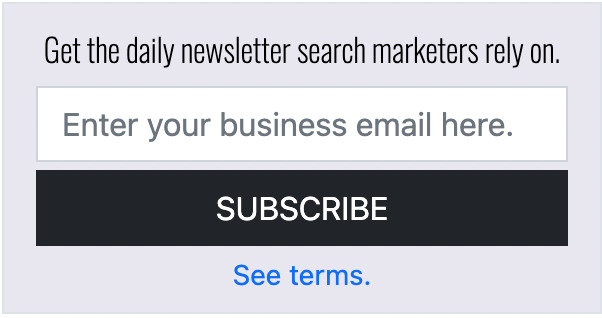 Get the daily newsletter search marketers rely on.
Enter your business email here.
SUBSCRIBE
See terms.